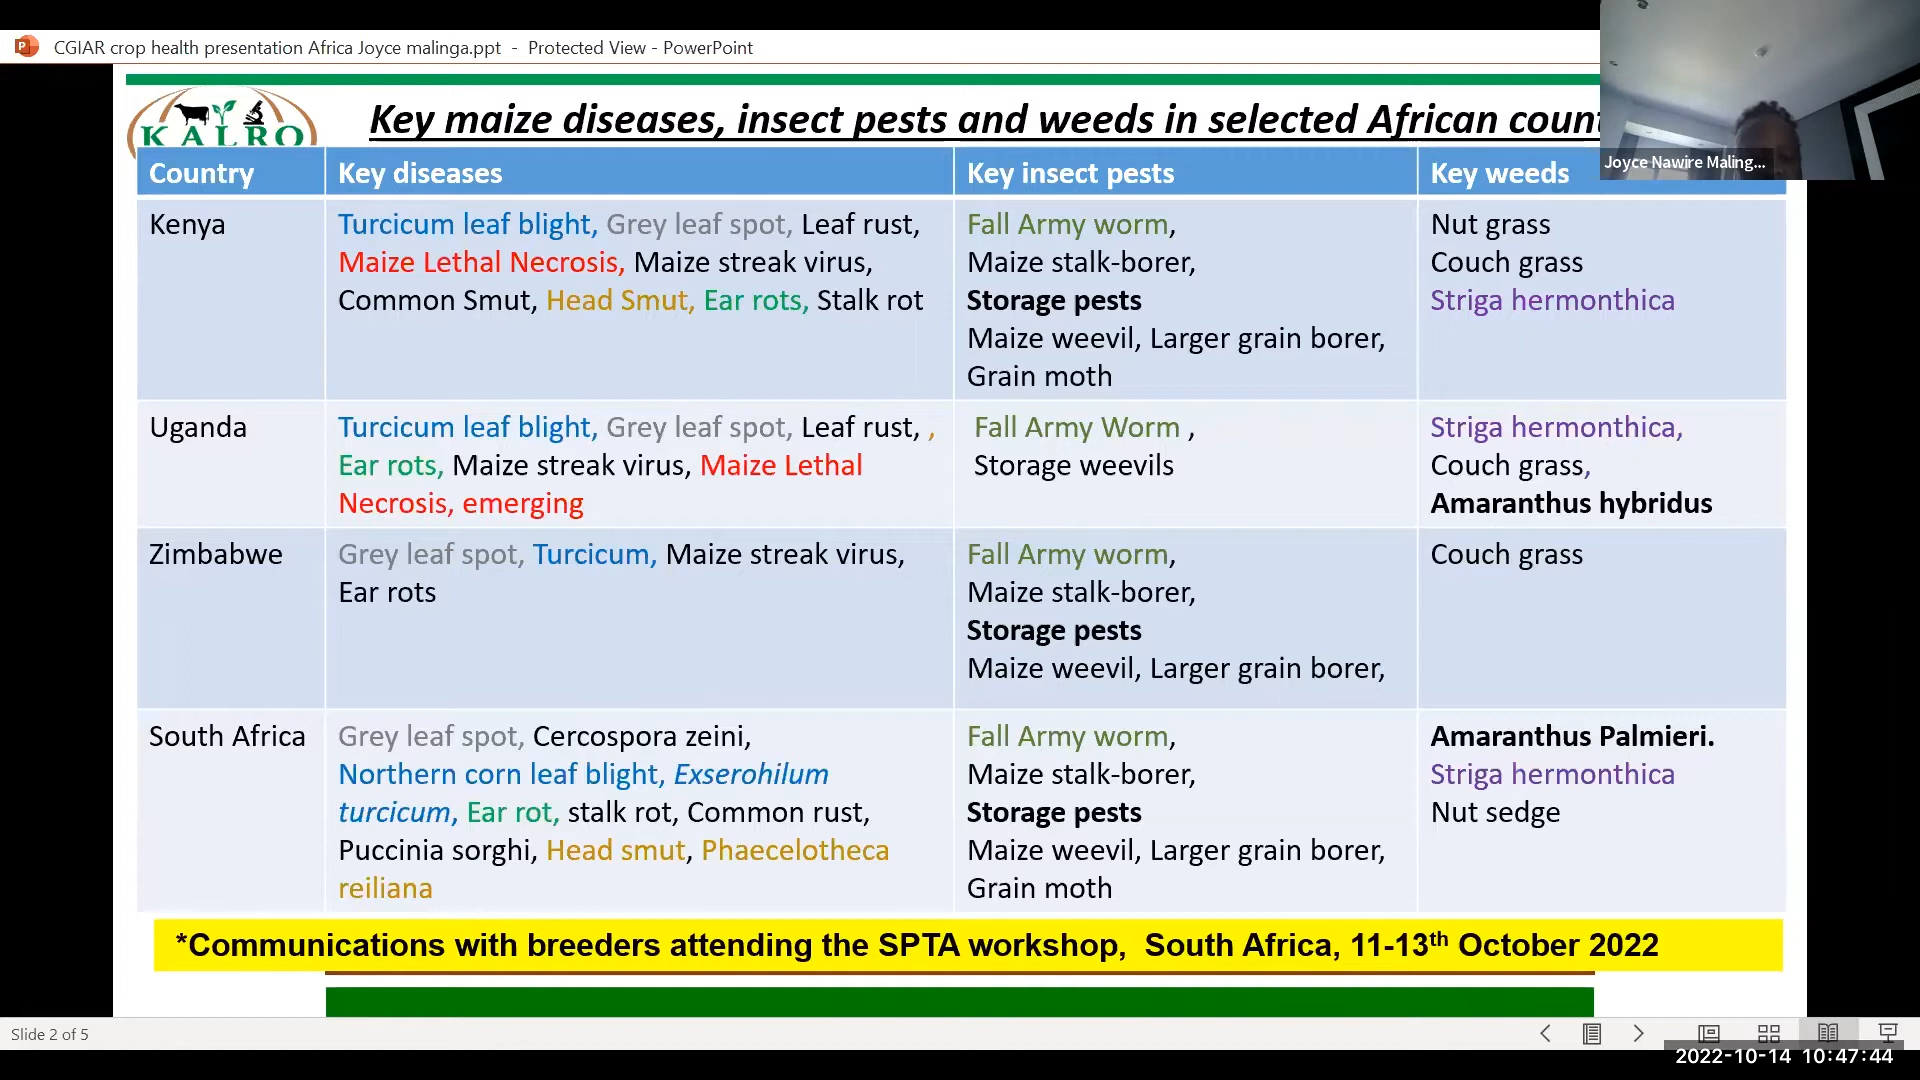 CGIAR crop health presentation Africa Joyce malinga.ppt - Protected View - PowerPoint
KALRO
Key maize diseases, insect pests and weeds in selected African coun
Joyce Nawire Maling...
Country Key diseases Key insect pests Key weeds
Kenya
Turcicum leaf blight, Grey leaf spot, Leaf rust,
Maize Lethal Necrosis, Maize streak virus,
Common Smut, Head Smut, Ear rots, Stalk rot
Fall Army worm,
Maize stalk-borer,
Storage pests
Maize weevil, Larger grain borer,
Grain moth
Nut grass
Couch grass
Striga hermonthica
Uganda
Turcicum leaf blight, Grey leaf spot, Leaf rust, ,
Ear rots, Maize streak virus, Maize Lethal
Necrosis, emerging
Fall Army Worm ,
Storage weevils
Striga hermonthica,
Couch grass,
Amaranthus hybridus
Zimbabwe
Grey leaf spot, Turcicum, Maize streak virus,
Ear rots
Fall Army worm,
Maize stalk-borer,
Storage pests
Maize weevil, Larger grain borer,
Couch grass
South Africa
Grey leaf spot, Cercospora zeini,
Northern corn leaf blight, Exserohilum
turcicum, Ear rot, stalk rot, Common rust,
Puccinia sorghi, Head smut, Phaecelotheca
reiliana
Fall Army worm,
Maize stalk-borer,
Storage pests
Maize weevil, Larger grain borer,
Grain moth
Amaranthus Palmieri.
Striga hermonthica
Nut sedge
*Communications with breeders attending the SPTA workshop, South Africa, 11-13th October 2022
Slide 2 of 5
2022-10-14 10:47:44